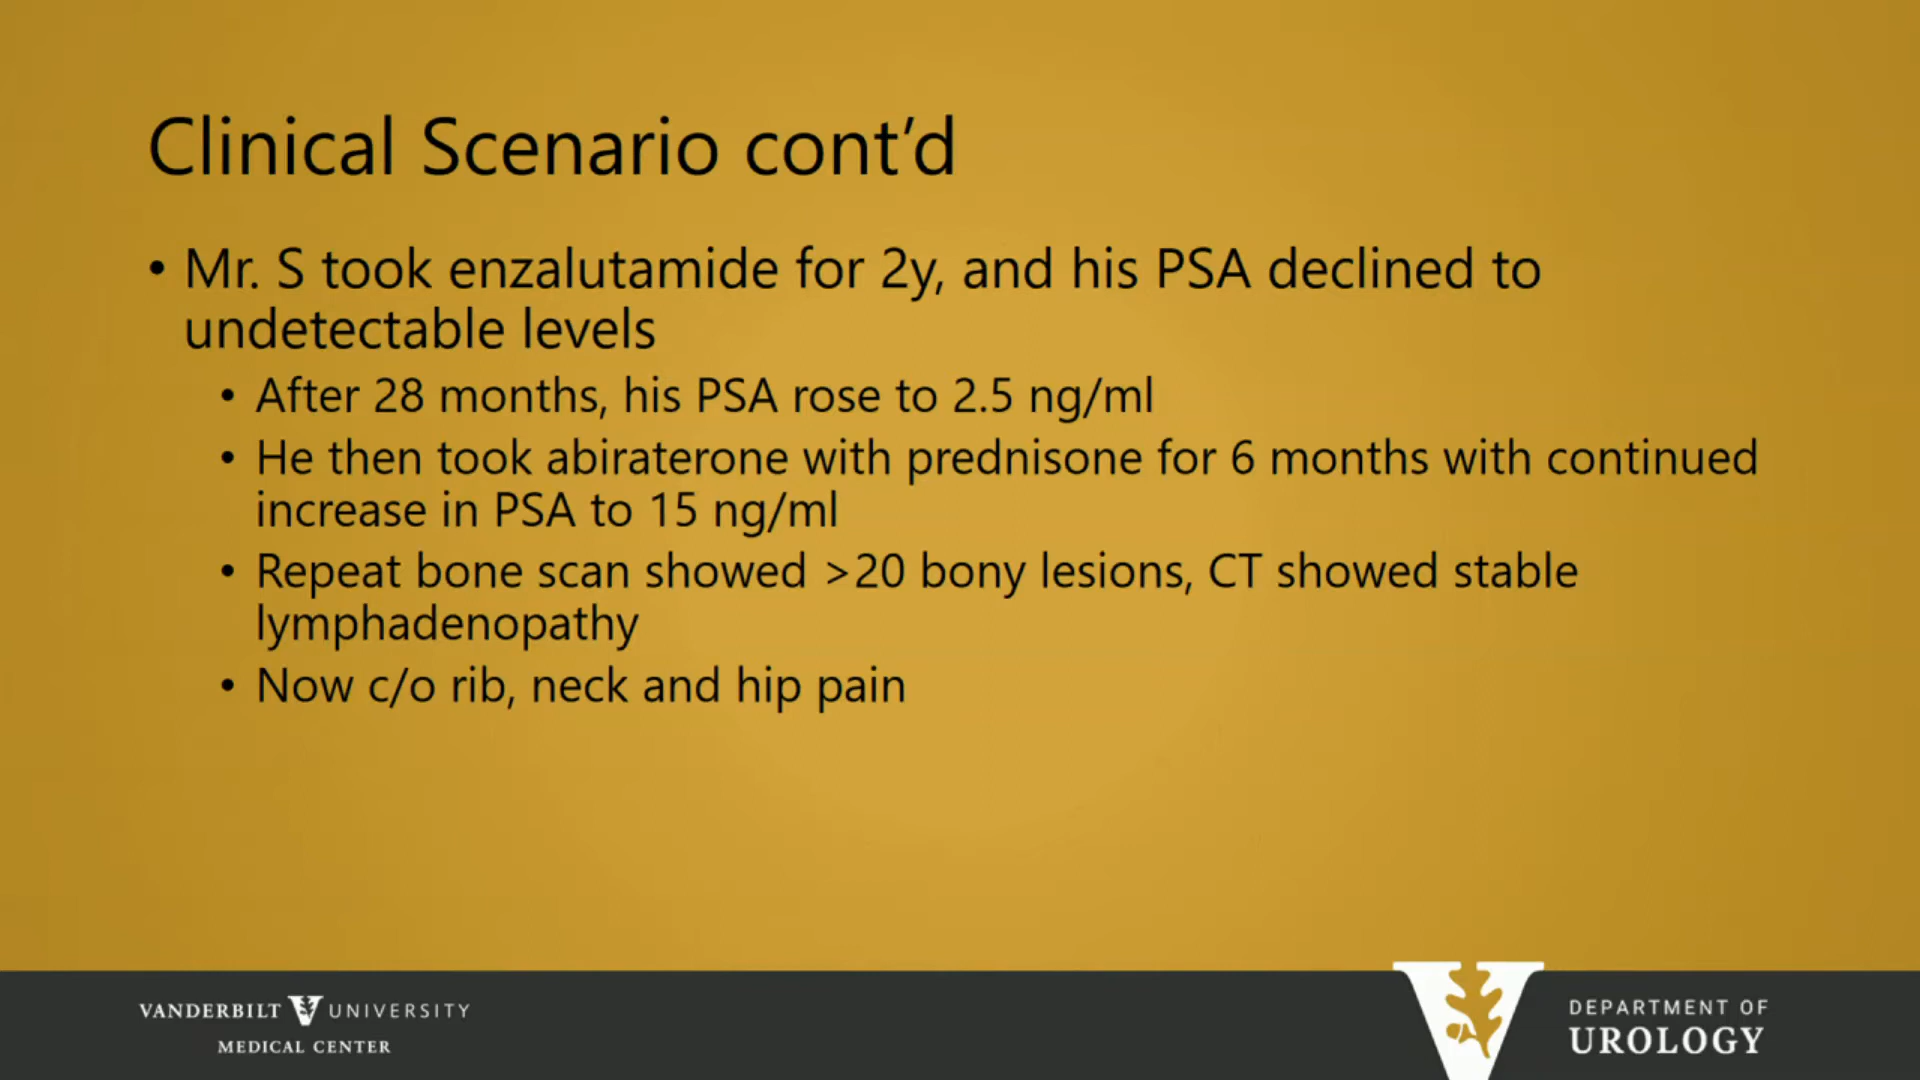 Clinical Scenario cont’d
• Mr. S took enzalutamide for 2y, and his PSA declined to
undetectable levels
• After 28 months, his PSA rose to 2.5 ng/ml
• He then took abiraterone with prednisone for 6 months with continued
increase in PSA to 15 ng/ml
• Repeat bone scan showed >20 bony lesions, CT showed stable
lymphadenopathy
• Now c/o rib, neck and hip pain
VANDERBILT V UNIVERSITY
MEDICAL CENTER
V
DEPARTMENT OF
UROLOGY